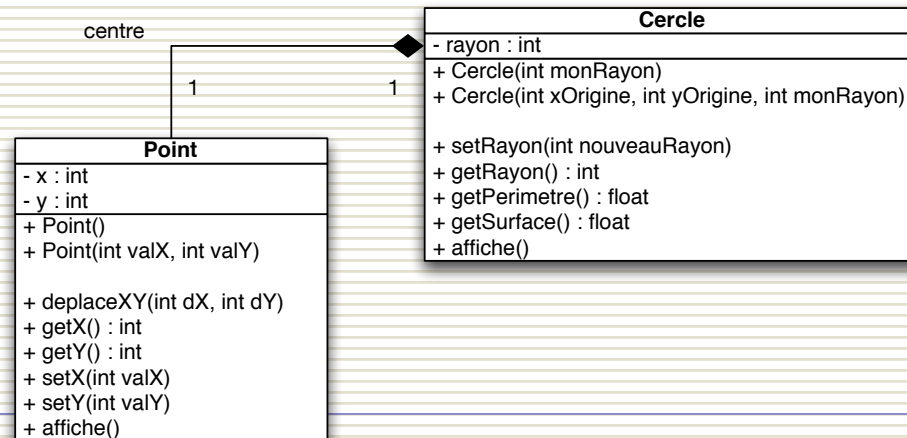 centre
1
1
Cercle
- rayon : int
+ Cercle(int monRayon)
+ Cercle(int xOrigine, int yOrigine, int monRayon)
+ setRayon(int nouveauRayon)
+ getRayon() : int
+ getPerimetre() : float
+ getSurface() : float
+ affiche()
Point
- x : int
- y : int
+ Point()
+ Point(int valX, int valY)
+ deplaceXY(int dX, int dY)
+ getX() : int
+ getY() : int
+ setX(int valX)
+ setY(int valY)
+ affiche()